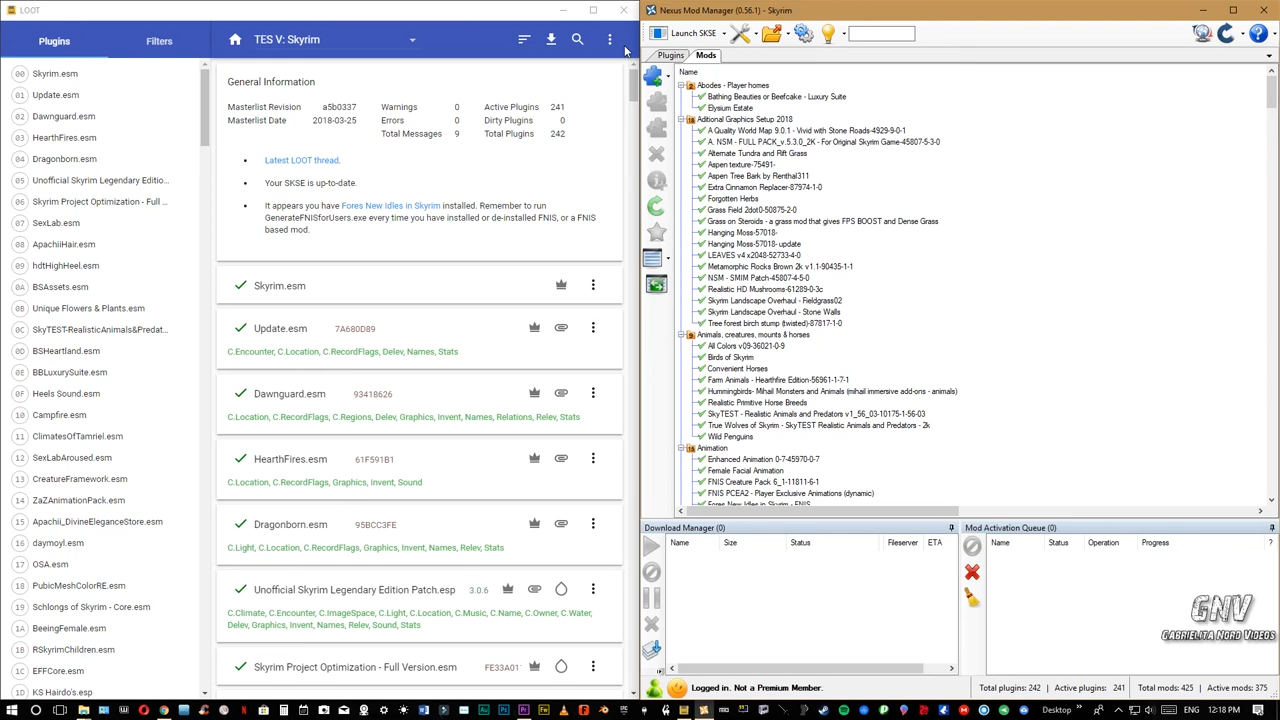 LOOT
Plugins
Filters
TES V: Skyrim
00 Skyrim.esm
01 Update.esm
02 Dawnguard.esm
03 HearthFires.esm
04 Dragonborn.esm
05 Unofficial Skyrim Legendary Editio...
06 Skyrim Project Optimization - Full ...
07 SexLab.esm
08 ApachiiHair.esm
09 hdtHighHeel.esm
0A BSAssets.esm
0B Unique Flowers & Plants.esm
0C SkyTEST-RealisticAnimals&Predat...
0D BSHeartland.esm
0E BBLuxurySuite.esm
0F Heels Sound.esm
10 Campfire.esm
11 ClimatesOfTamriel.esm
12 SexLabAroused.esm
13 CreatureFramework.esm
14 ZaZAnimationPack.esm
15 Apachii_DivineEleganceStore.esm
16 daymoyl.esm
17 OSA.esm
18 PubicMeshColorRE.esm
19 Schlongs of Skyrim - Core.esm
1A BeeingFemale.esm
1B RSkyrimChildren.esm
1C EFFCore.esm
1D KS Hairdo's.esp
General Information
Masterlist Revision a5b0337 Warnings 0 Active Plugins 241
Masterlist Date 2018-03-25 Errors 0 Dirty Plugins 0
Total Messages 9 Total Plugins 242
Latest LOOT thread.
Your SKSE is up-to-date.
It appears you have Fores New Idles in Skyrim installed. Remember to run
GenerateFNISforUsers.exe every time you have installed or de-installed FNIS, or a FNIS
based mod.
Skyrim.esm
Update.esm 7A680D89
C.Encounter, C.Location, C.RecordFlags, Delev, Names, Stats
Dawnguard.esm 93418626
C.Location, C.RecordFlags, C.Regions, Delev, Graphics, Invent, Names, Relations, Relev, Stats
HearthFires.esm 61F591B1
C.Location, C.RecordFlags, Graphics, Invent, Sound
Dragonborn.esm 95BCC3FE
C.Light, C.Location, C.RecordFlags, Graphics, Invent, Names, Relev, Stats
Unofficial Skyrim Legendary Edition Patch.esp 3.0.6
C.Climate, C.Encounter, C.ImageSpace, C.Light, C.Location, C.Music, C.Name, C.Owner, C.Water,
Delev, Graphics, Invent, Names, Relev, Sound, Stats
Skyrim Project Optimization - Full Version.esm FE33A01
Nexus Mod Manager (0.56.1) - Skyrim
Launch SKSE
Plugins Mods
Name
Abodes - Player homes
Bathing Beauties or Beefcake - Luxury Suite
Elysium Estate
Aditional Graphics Setup 2018
A Quality World Map 9.0.1 - Vivid with Stone Roads-4929-9-0-1
A. NSM - FULL PACK_v.5.3.0_2K - For Original Skyrim Game-45807-5-3-0
Alternate Tundra and Rift Grass
Aspen texture-75491-
Aspen Tree Bark by Renthal311
Extra Cinnamon Replacer-87974-1-0
Forgotten Herbs
Grass Field 2dot0-50875-2-0
Grass on Steroids - a grass mod that gives FPS BOOST and Dense Grass
Hanging Moss-57018-
Hanging Moss-57018- update
LEAVES v4 x2048-52733-4-0
Metamorphic Rocks Brown 2k v1.1-90435-1-1
NSM - SMIM Patch-45807-4-5-0
Realistic HD Mushrooms-61289-0-3c
Skyrim Landscape Overhaul - Fieldgrass02
Skyrim Landscape Overhaul - Stone Walls
Tree forest birch stump (twisted)-87817-1-0
Animals, creatures, mounts & horses
All Colors v09-36021-0-9
Birds of Skyrim
Convenient Horses
Farm Animals - Hearthfire Edition-56961-1-7-1
Hummingbirds- Mihail Monsters and Animals (mihail immersive add-ons - animals)
Realistic Primitive Horse Breeds
SkyTEST - Realistic Animals and Predators v1_56_03-10175-1-56-03
True Wolves of Skyrim - SkyTEST Realistic Animals and Predators - 2k
Wild Penguins
Animation
Enhanced Animation 0-7-45970-0-7
Female Facial Animation
FNIS Creature Pack 6_1-11811-6-1
FNIS PCEA2 - Player Exclusive Animations (dynamic)
Fores New Idles in Skyrim - FNIS
Download Manager (0)
Name Size Status Fileserver ETA
Mod Activation Queue (0)
Name Status Operation Progress ?
GNV
GABRIELITA NORD VIDEOS
Logged in. Not a Premium Member.
Total plugins: 242 Active plugins: 241 Total mods: 425 Active mods: 375
Desktop
2:18 PM